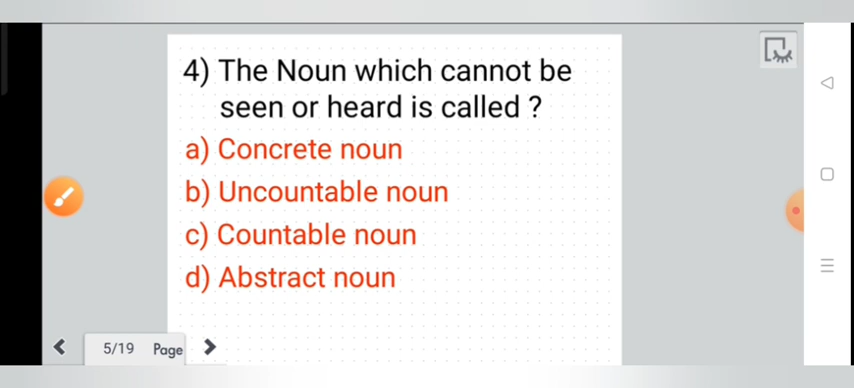 4) The Noun which cannot be
seen or heard is called ?
a) Concrete noun
b) Uncountable noun
c) Countable noun
d) Abstract noun
5/19 Page